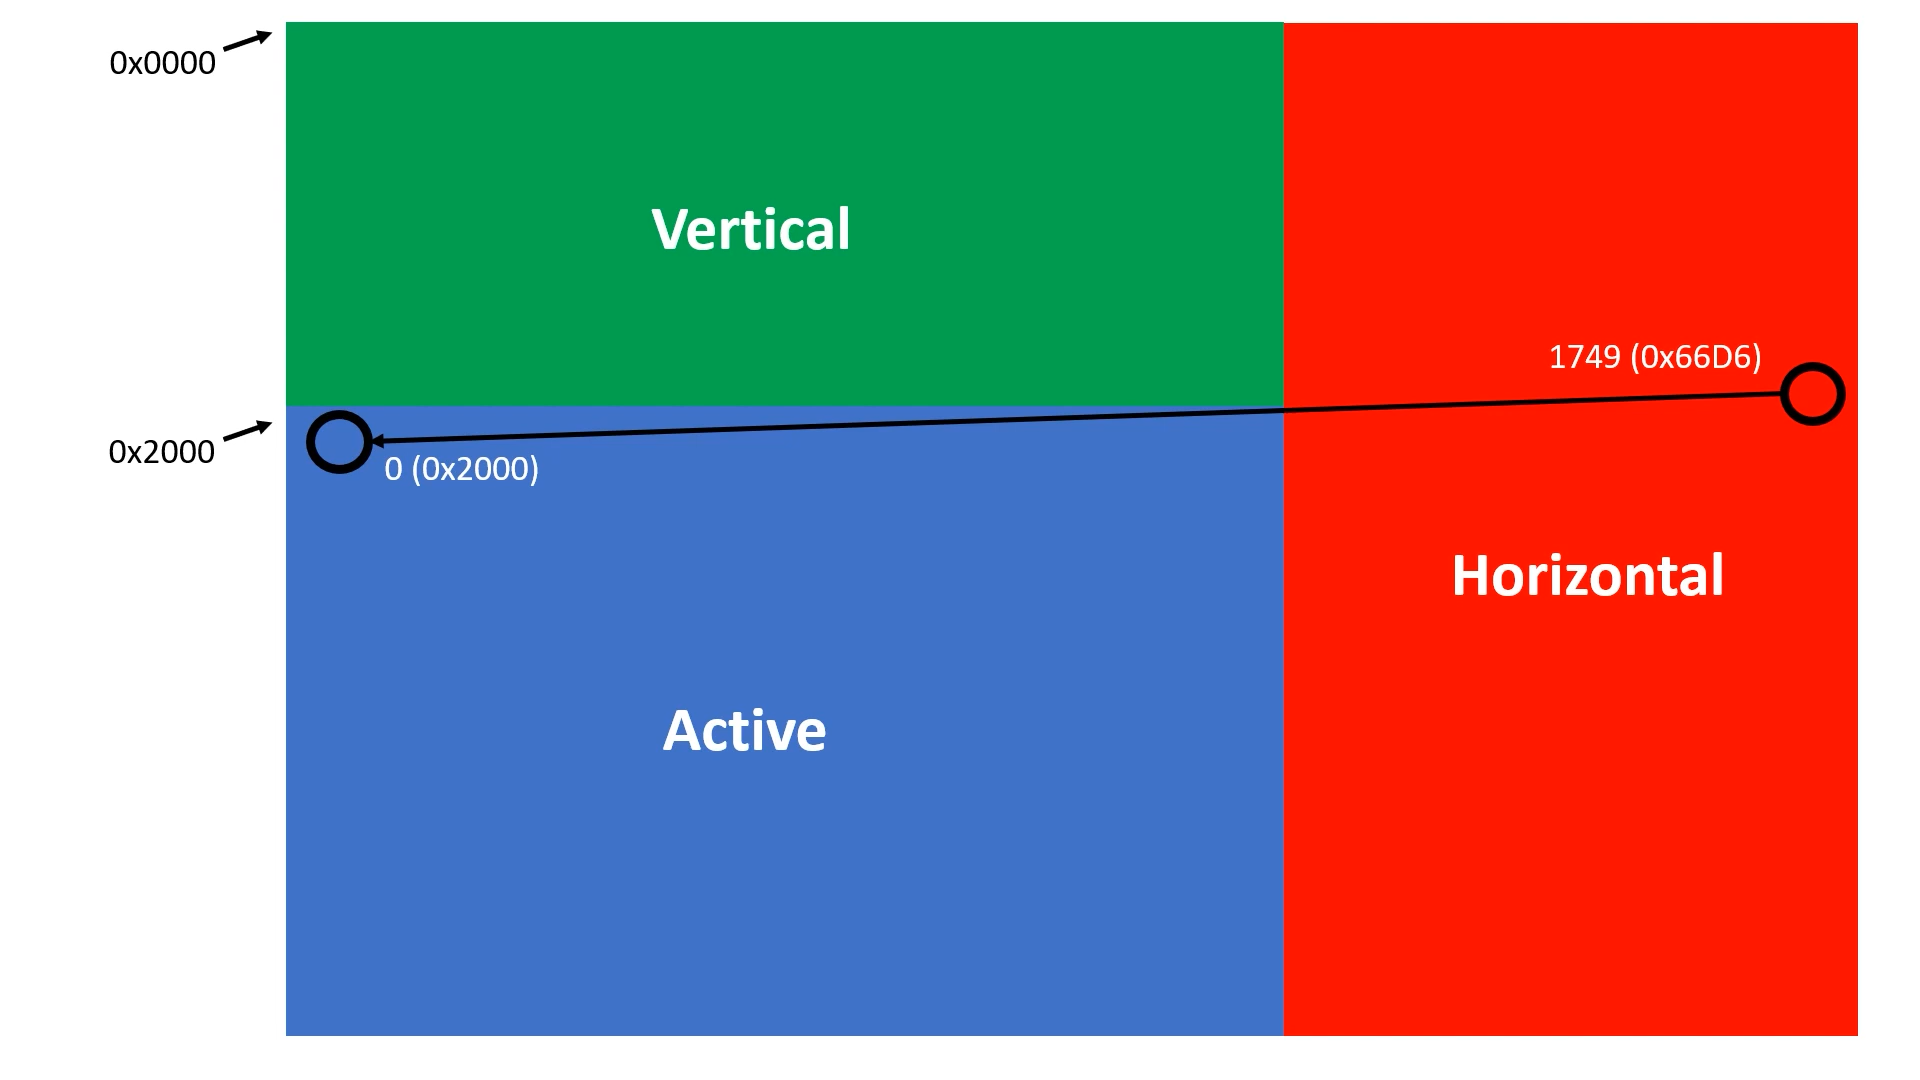 0x0000
Vertical
1749 (0x66D6)
0x2000
0 (0x2000)
Horizontal
Active